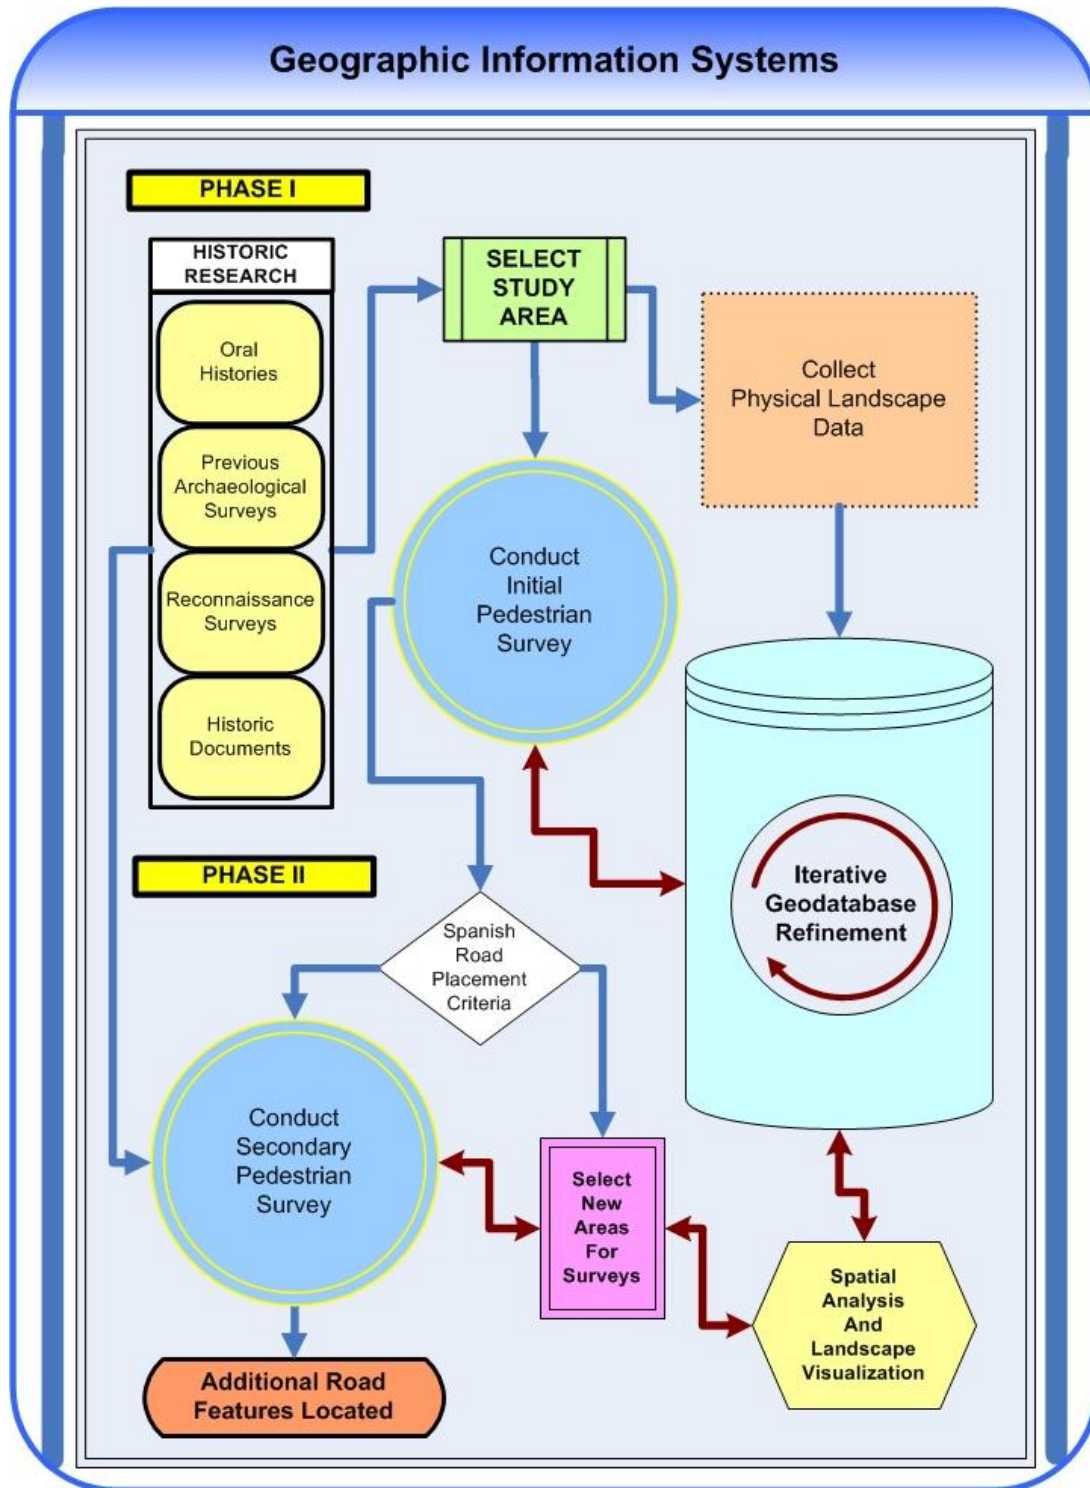 Geographic Information Systems
PHASE I
HISTORIC
RESEARCH
Oral
Histories
Previous
Archaeological
Surveys
Reconnaissance
Surveys
Historic
Documents
SELECT
STUDY
AREA
Collect
Physical Landscape
Data
Conduct
Initial
Pedestrian
Survey
Iterative
Geodatabase
Refinement
PHASE II
Spanish
Road
Placement
Criteria
Conduct
Secondary
Pedestrian
Survey
Select
New
Areas
For
Surveys
Spatial
Analysis
And
Landscape
Visualization
Additional Road
Features Located